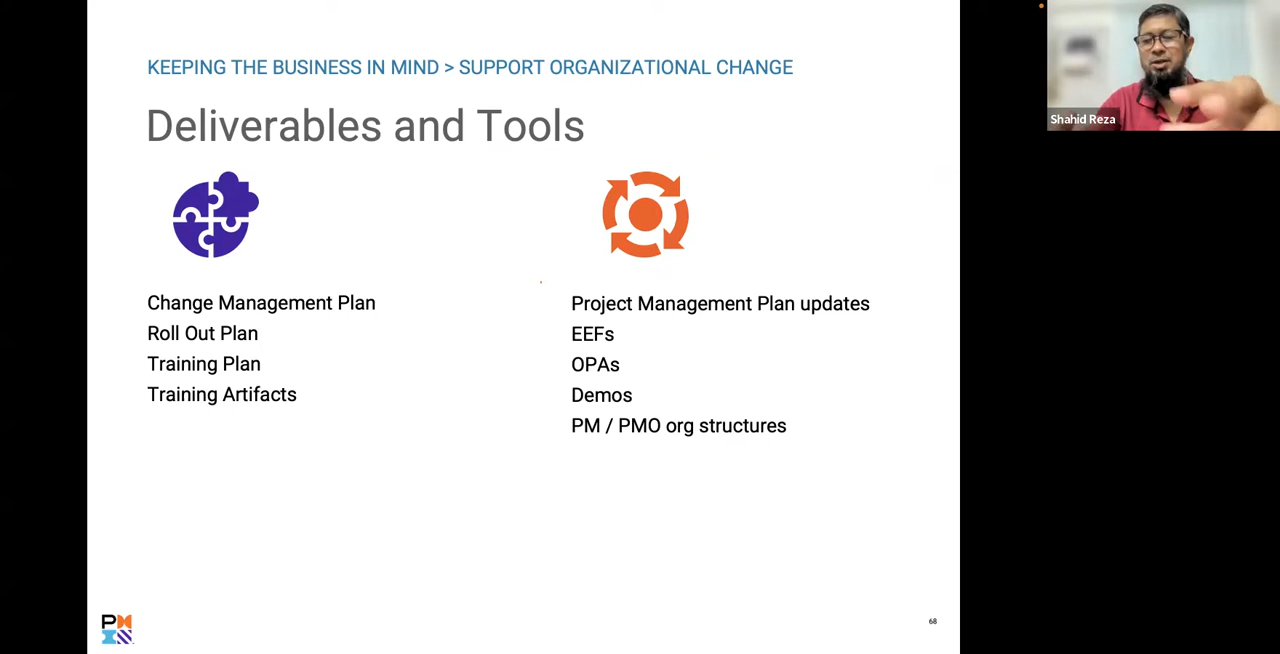 KEEPING THE BUSINESS IN MIND > SUPPORT ORGANIZATIONAL CHANGE
Deliverables and Tools
Change Management Plan
Roll Out Plan
Training Plan
Training Artifacts
Project Management Plan updates
EEFs
OPAs
Demos
PM / PMO org structures
68
Shahid Reza